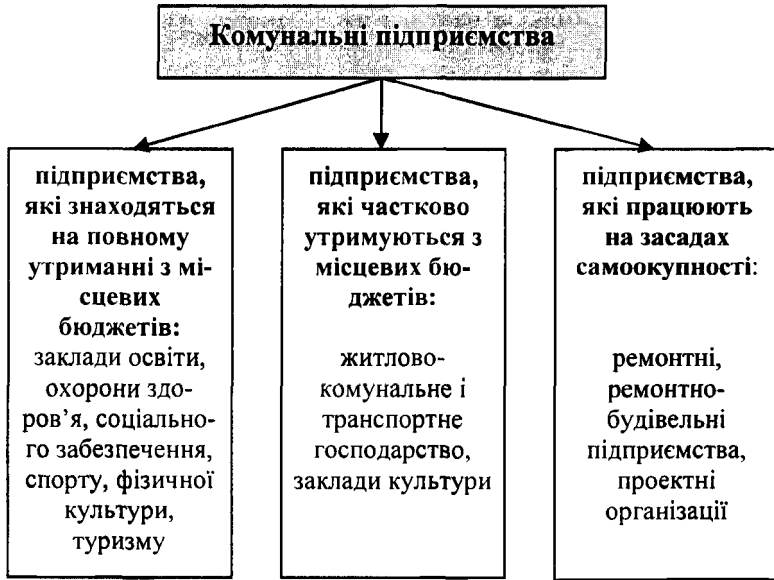 Комунальні підприємства
підприємства,
які знаходяться
на повному
утриманні з мі-
сцевих
бюджетів:
заклади освіти,
охорони здо-
ров’я, соціально-
го забезпечення,
спорту, фізичної
культури,
туризму
підприємства,
які частково
утримуються з
місцевих бю-
джетів:
житлово-
комунальне і
транспортне
господарство,
заклади культури
підприємства,
які працюють
на засадах
самоокупності:
ремонтні,
ремонтно-
будівельні
підприємства,
проектні
організації